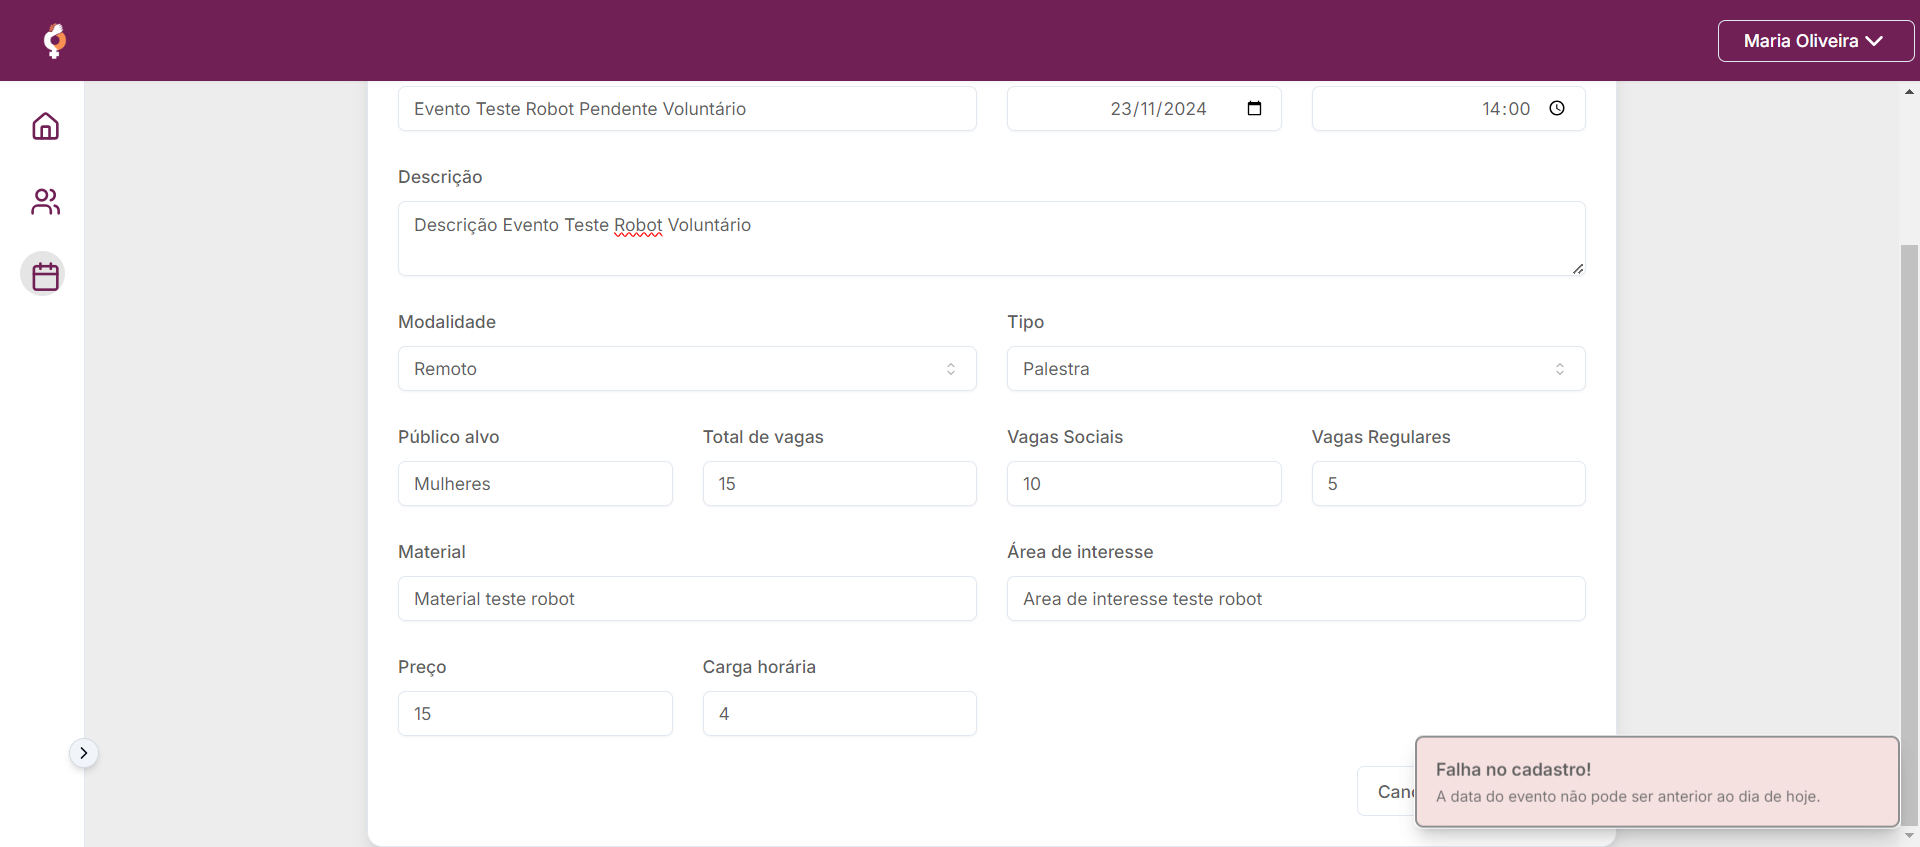 Maria Oliveira
Evento Teste Robot Pendente Voluntário
23/11/2024
14:00
Descrição
Descrição Evento Teste Robot Voluntário
Modalidade
Tipo
Remoto
Palestra
Público alvo
Total de vagas
Vagas Sociais
Vagas Regulares
Mulheres
15
10
5
Material
Área de interesse
Material teste robot
Area de interesse teste robot
Preço
Carga horária
15
4
Canc
Falha no cadastro!
A data do evento não pode ser anterior ao dia de hoje.